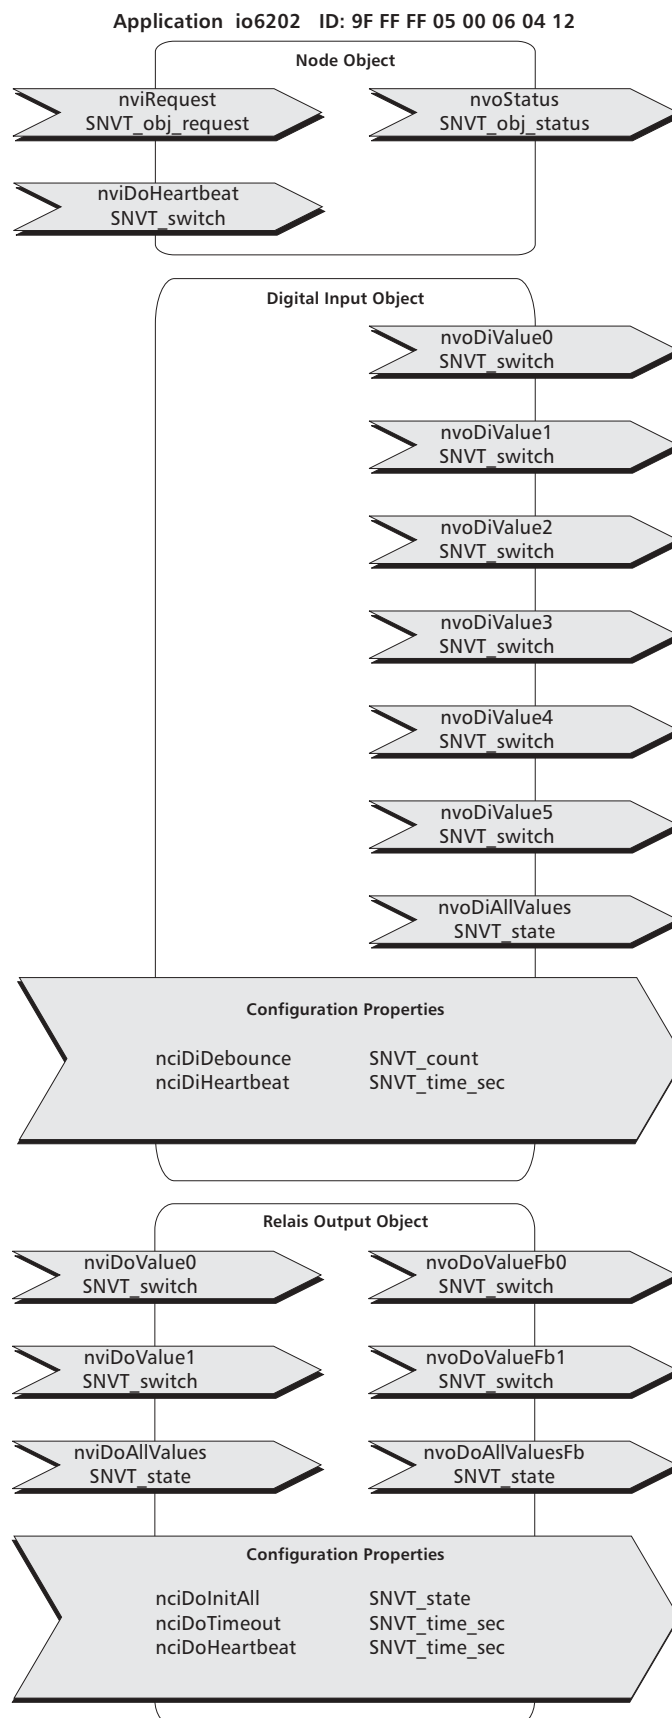 Application io6202 ID: 9F FF FF 05 00 06 04 12
Node Object
nviRequest
SNVT_obj_request
nvoStatus
SNVT_obj_status
nviDoHeartbeat
SNVT_switch
Digital Input Object
nvoDiValue0
SNVT_switch
nvoDiValue1
SNVT_switch
nvoDiValue2
SNVT_switch
nvoDiValue3
SNVT_switch
nvoDiValue4
SNVT_switch
nvoDiValue5
SNVT_switch
nvoDiAllValues
SNVT_state
Configuration Properties
nciDiDebounce SNVT_count
nciDiHeartbeat SNVT_time_sec
Relais Output Object
nviDoValue0
SNVT_switch
nvoDoValueFb0
SNVT_switch
nviDoValue1
SNVT_switch
nvoDoValueFb1
SNVT_switch
nviDoAllValues
SNVT_state
nvoDoAllValuesFb
SNVT_state
Configuration Properties
nciDoInitAll SNVT_state
nciDoTimeout SNVT_time_sec
nciDoHeartbeat SNVT_time_sec